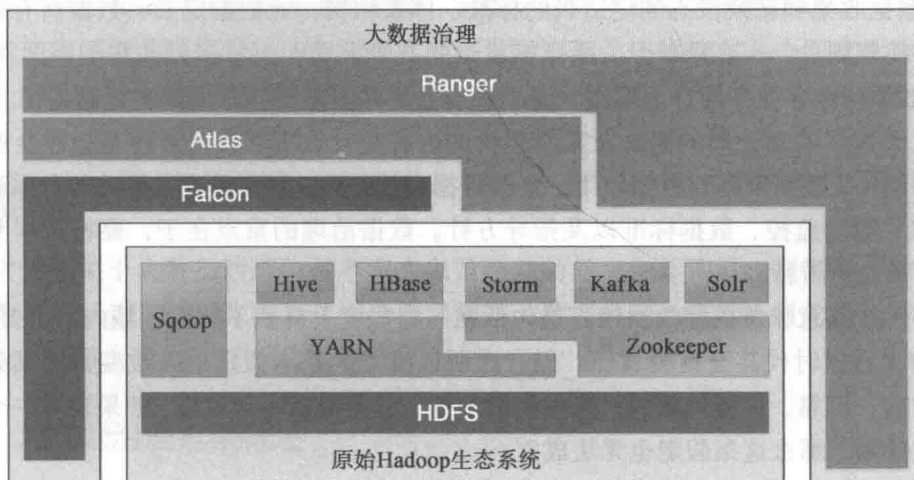 大数据治理
Ranger
Atlas
Falcon
Hive HBase Storm Kafka Solr
Sqoop
YARN Zookeeper
HDFS
原始Hadoop生态系统